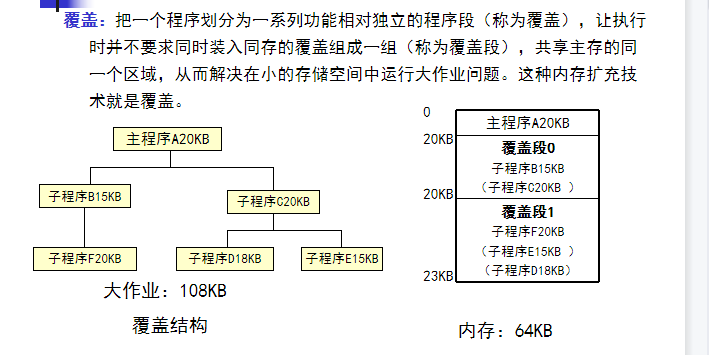 覆盖：把一个程序划分为一系列功能相对独立的程序段（称为覆盖），让执行
时并不要求同时装入同存的覆盖组成一组（称为覆盖段），共享主存的同
一个区域，从而解决在小的存储空间中运行大作业问题。这种内存扩充技
术就是覆盖。
主程序A20KB
子程序B15KB
子程序C20KB
子程序F20KB
子程序D18KB
子程序E15KB
大作业：108KB
覆盖结构
0
主程序A20KB
20KB
覆盖段0
子程序B15KB
（子程序C20KB ）
20KB
覆盖段1
子程序F20KB
（子程序E15KB ）
（子程序D18KB）
23KB
内存：64KB